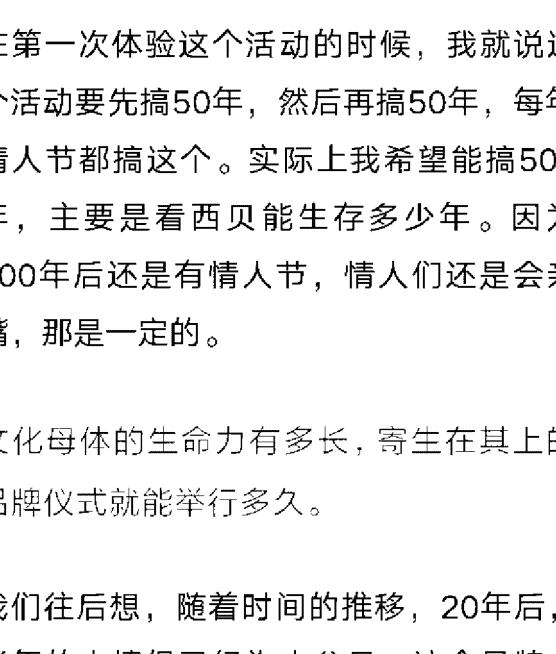 在第一次体验这个活动的时候，我就说这
个活动要先搞50年，然后再搞50年，每年
情人节都搞这个。实际上我希望能搞50
年，主要是看西贝能生存多少年。因为
00年后还是有情人节，情人们还是会亲
嘴，那是一定的。
文化母体的生命力有多长，寄生在其上的
品牌仪式就能举行多久。
我们往后想，随着时间的推移，20年后，